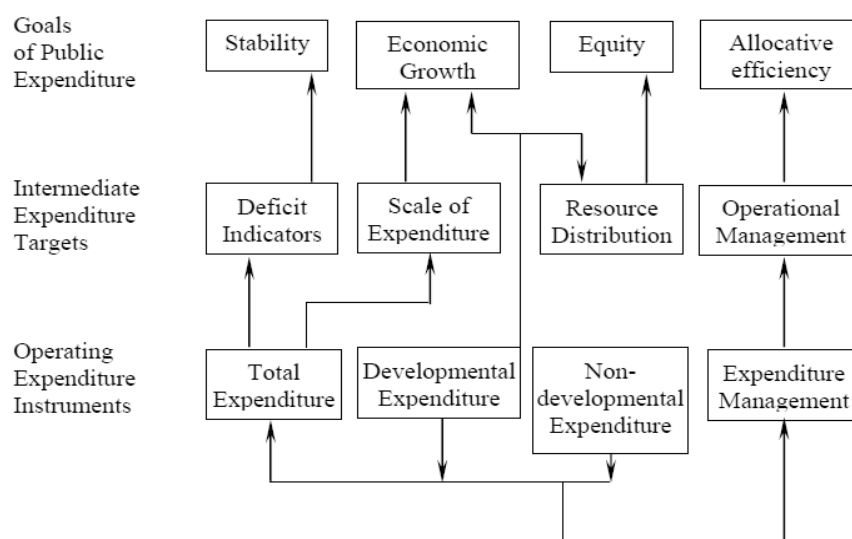 Goals
of Public
Expenditure
Stability
Economic
Growth
Equity
Allocative
efficiency
Intermediate
Expenditure
Targets
Deficit
Indicators
Scale of
Expenditure
Resource
Distribution
Operational
Management
Operating
Expenditure
Instruments
Total
Expenditure
Developmental
Expenditure
Non-
developmental
Expenditure
Expenditure
Management